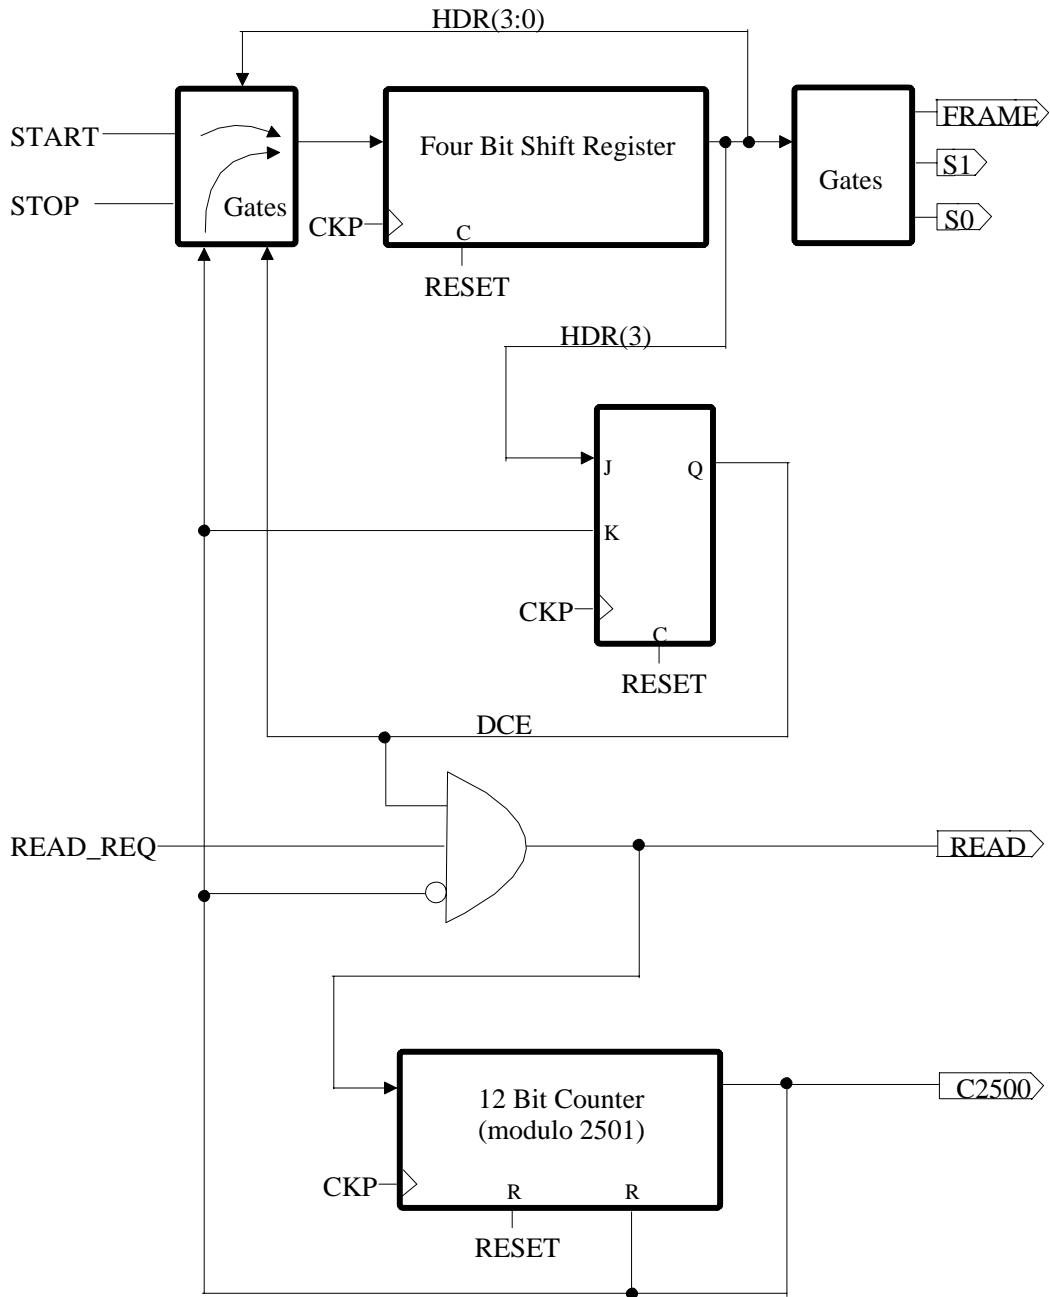 HDR(3:0)
START
STOP
Gates
Four Bit Shift Register
CKP
C
RESET
Gates
FRAME
S1
S0
HDR(3)
J
Q
K
CKP
C
RESET
DCE
READ_REQ
READ
12 Bit Counter
(modulo 2501)
CKP
R
R
RESET
C2500